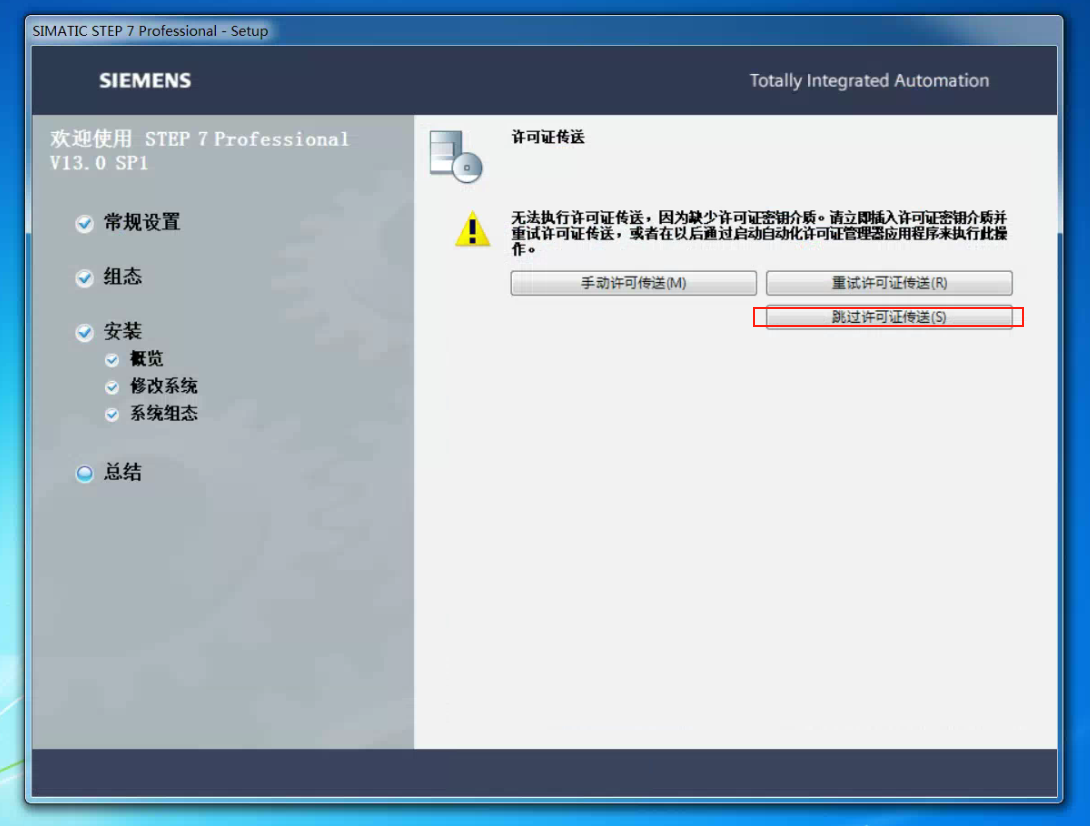 SIMATIC STEP 7 Professional - Setup
SIEMENS
Totally Integrated Automation
欢迎使用 STEP 7 Professional
V13.0 SP1
常规设置
组态
安装
概览
修改系统
系统组态
总结
许可证传送
无法执行许可证传送，因为缺少许可证密钥介质。请立即插入许可证密钥介质并
重试许可证传送，或者在以后通过启动自动化许可证管理器应用程序来执行此操
作。
手动许可传送(M)
重试许可证传送(R)
跳过许可证传送(S)